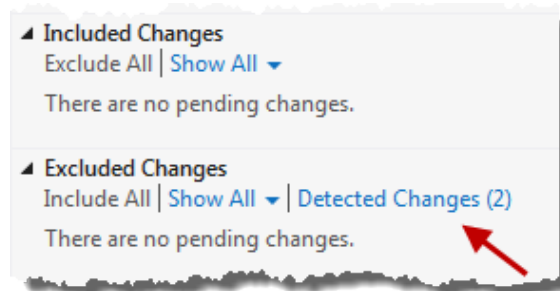 Included Changes
Exclude All | Show All
There are no pending changes.
Excluded Changes
Include All | Show All | Detected Changes (2)
There are no pending changes.